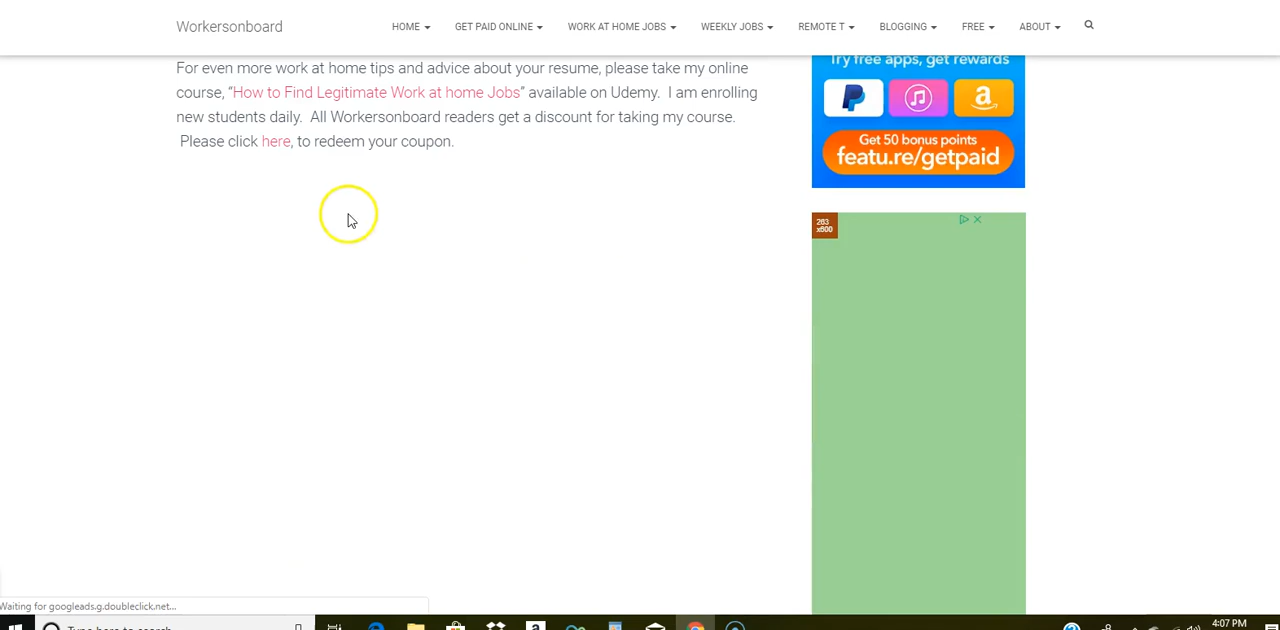 Workersonboard
HOME GET PAID ONLINE WORK AT HOME JOBS WEEKLY JOBS REMOTE T BLOGGING FREE ABOUT
For even more work at home tips and advice about your resume, please take my online
course, “How to Find Legitimate Work at home Jobs” available on Udemy.  I am enrolling
new students daily.  All Workersonboard readers get a discount for taking my course.
Please click here, to redeem your coupon.
Try free apps, get rewards
Get 50 bonus points
featu.re/getpaid
Waiting for googleads.g.doubleclick.net...
Type here to search
4:07 PM